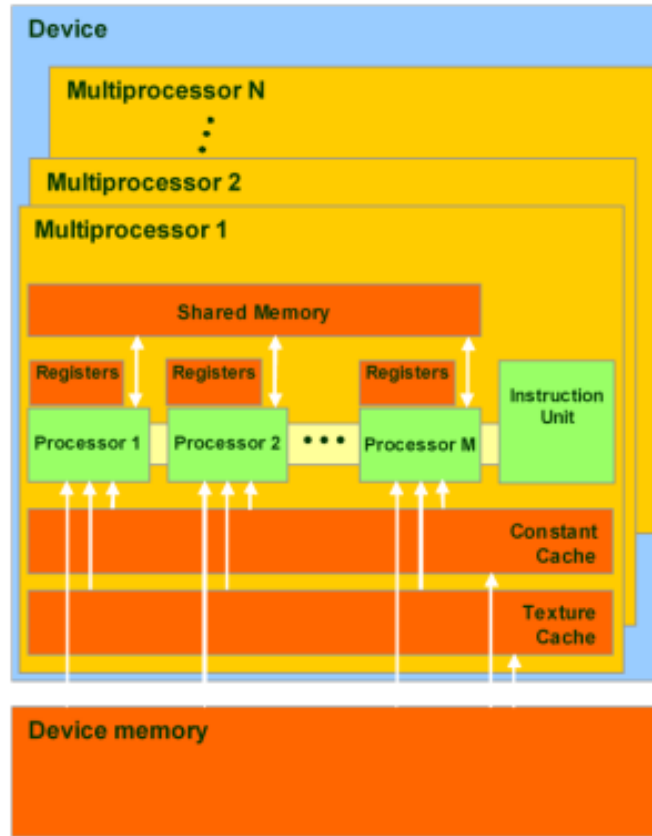 Device
Multiprocessor N
Multiprocessor 2
Multiprocessor 1
Shared Memory
Registers
Registers
Registers
Instruction
Unit
Processor 1
Processor 2
Processor M
Constant
Cache
Texture
Cache
Device memory